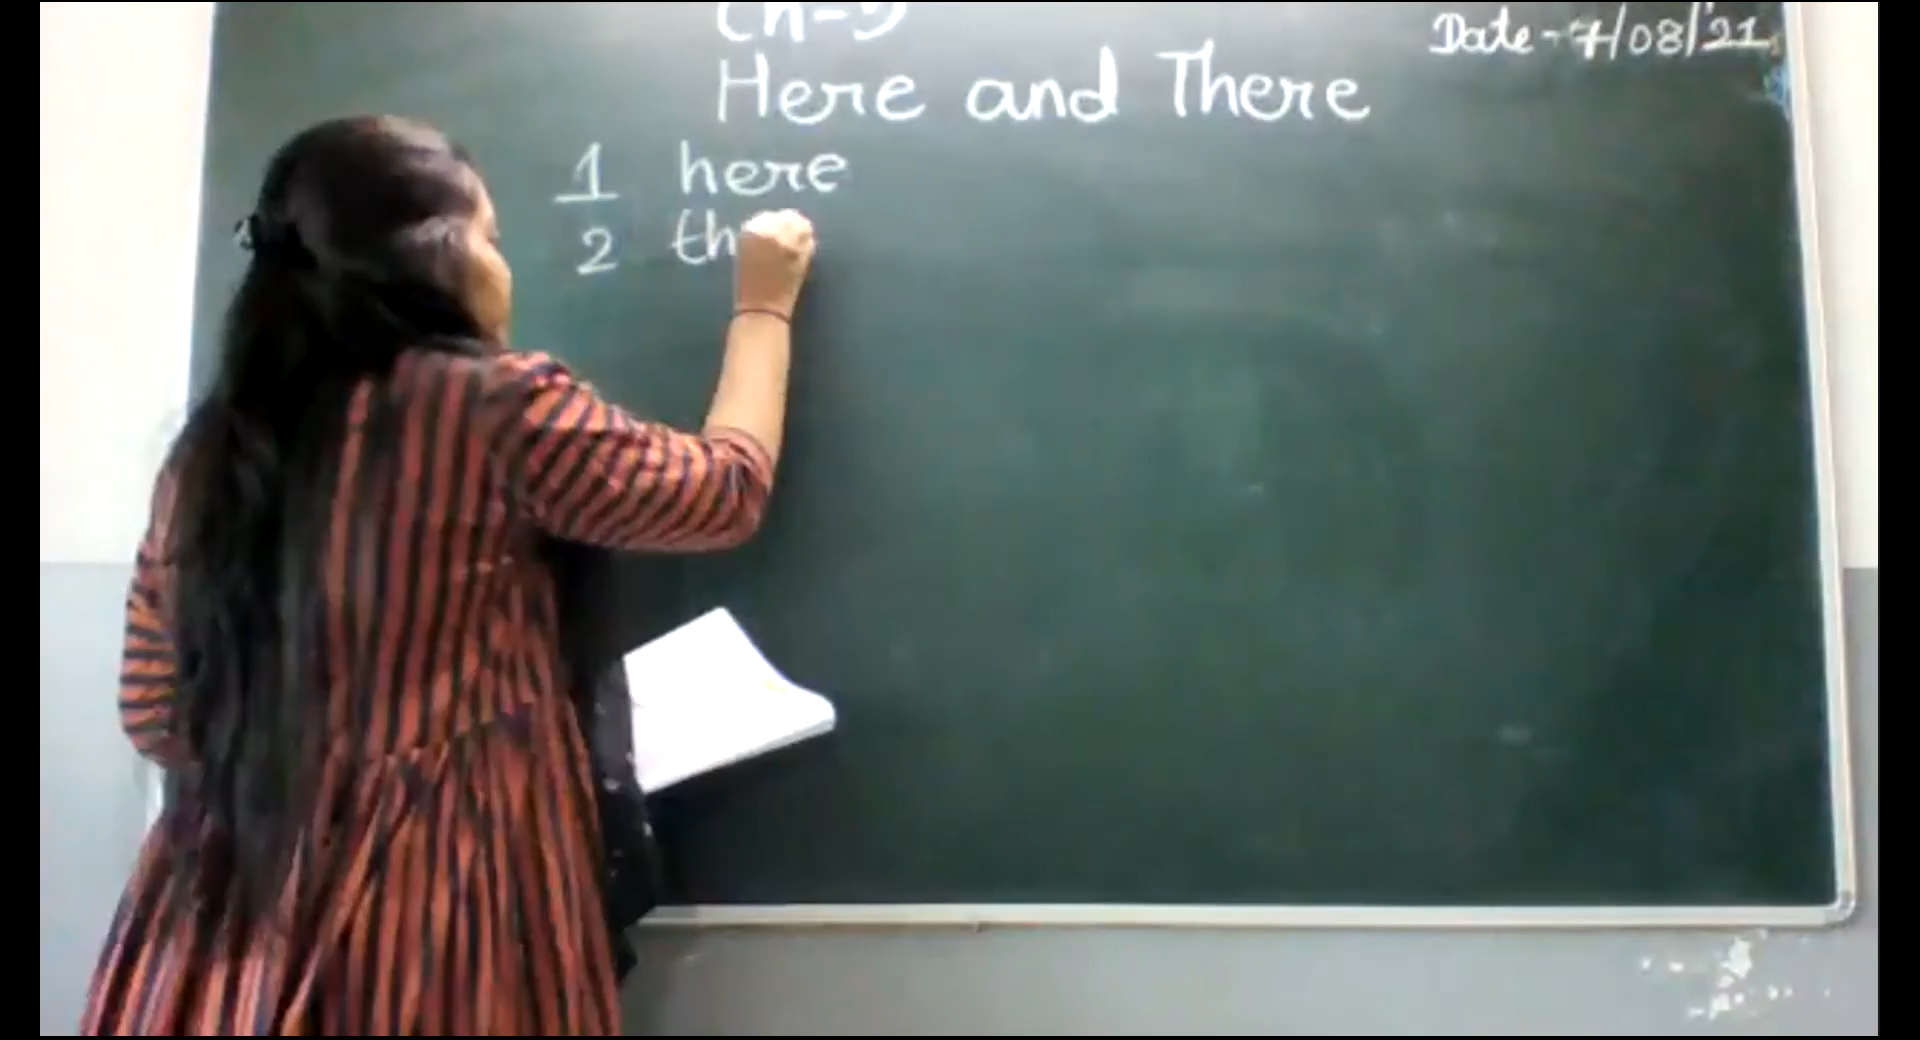 Date - 7/08/'21
Here and There
1 here
2 th